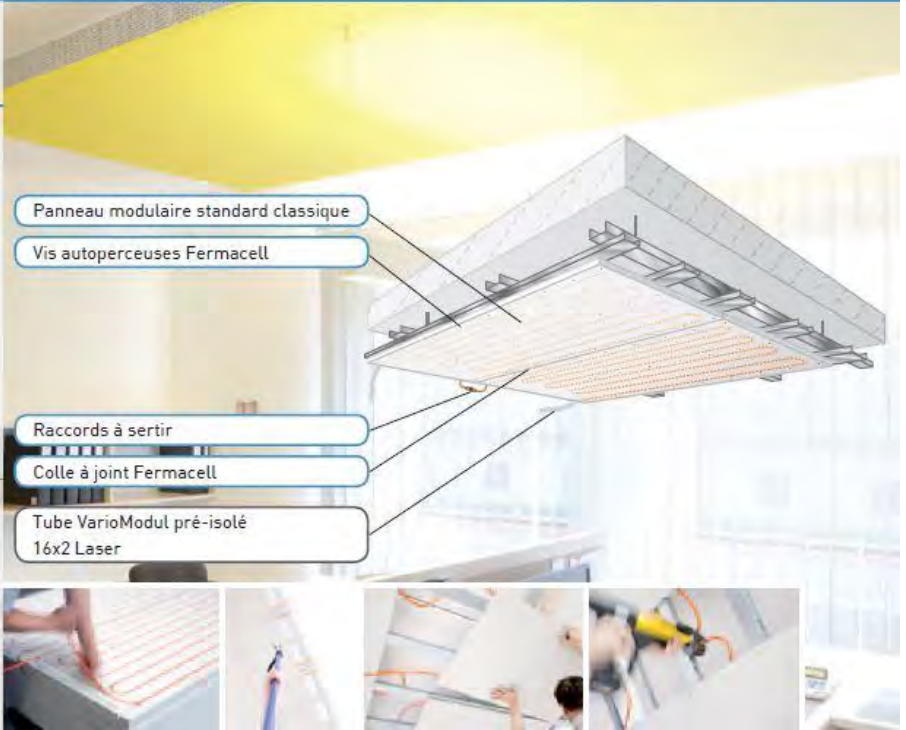 Panneau modulaire standard classique
Vis autoperceuses Fermacell
Raccords à sertir
Colle à joint Fermacell
Tube VarioModul pré-isolé
16x2 Laser